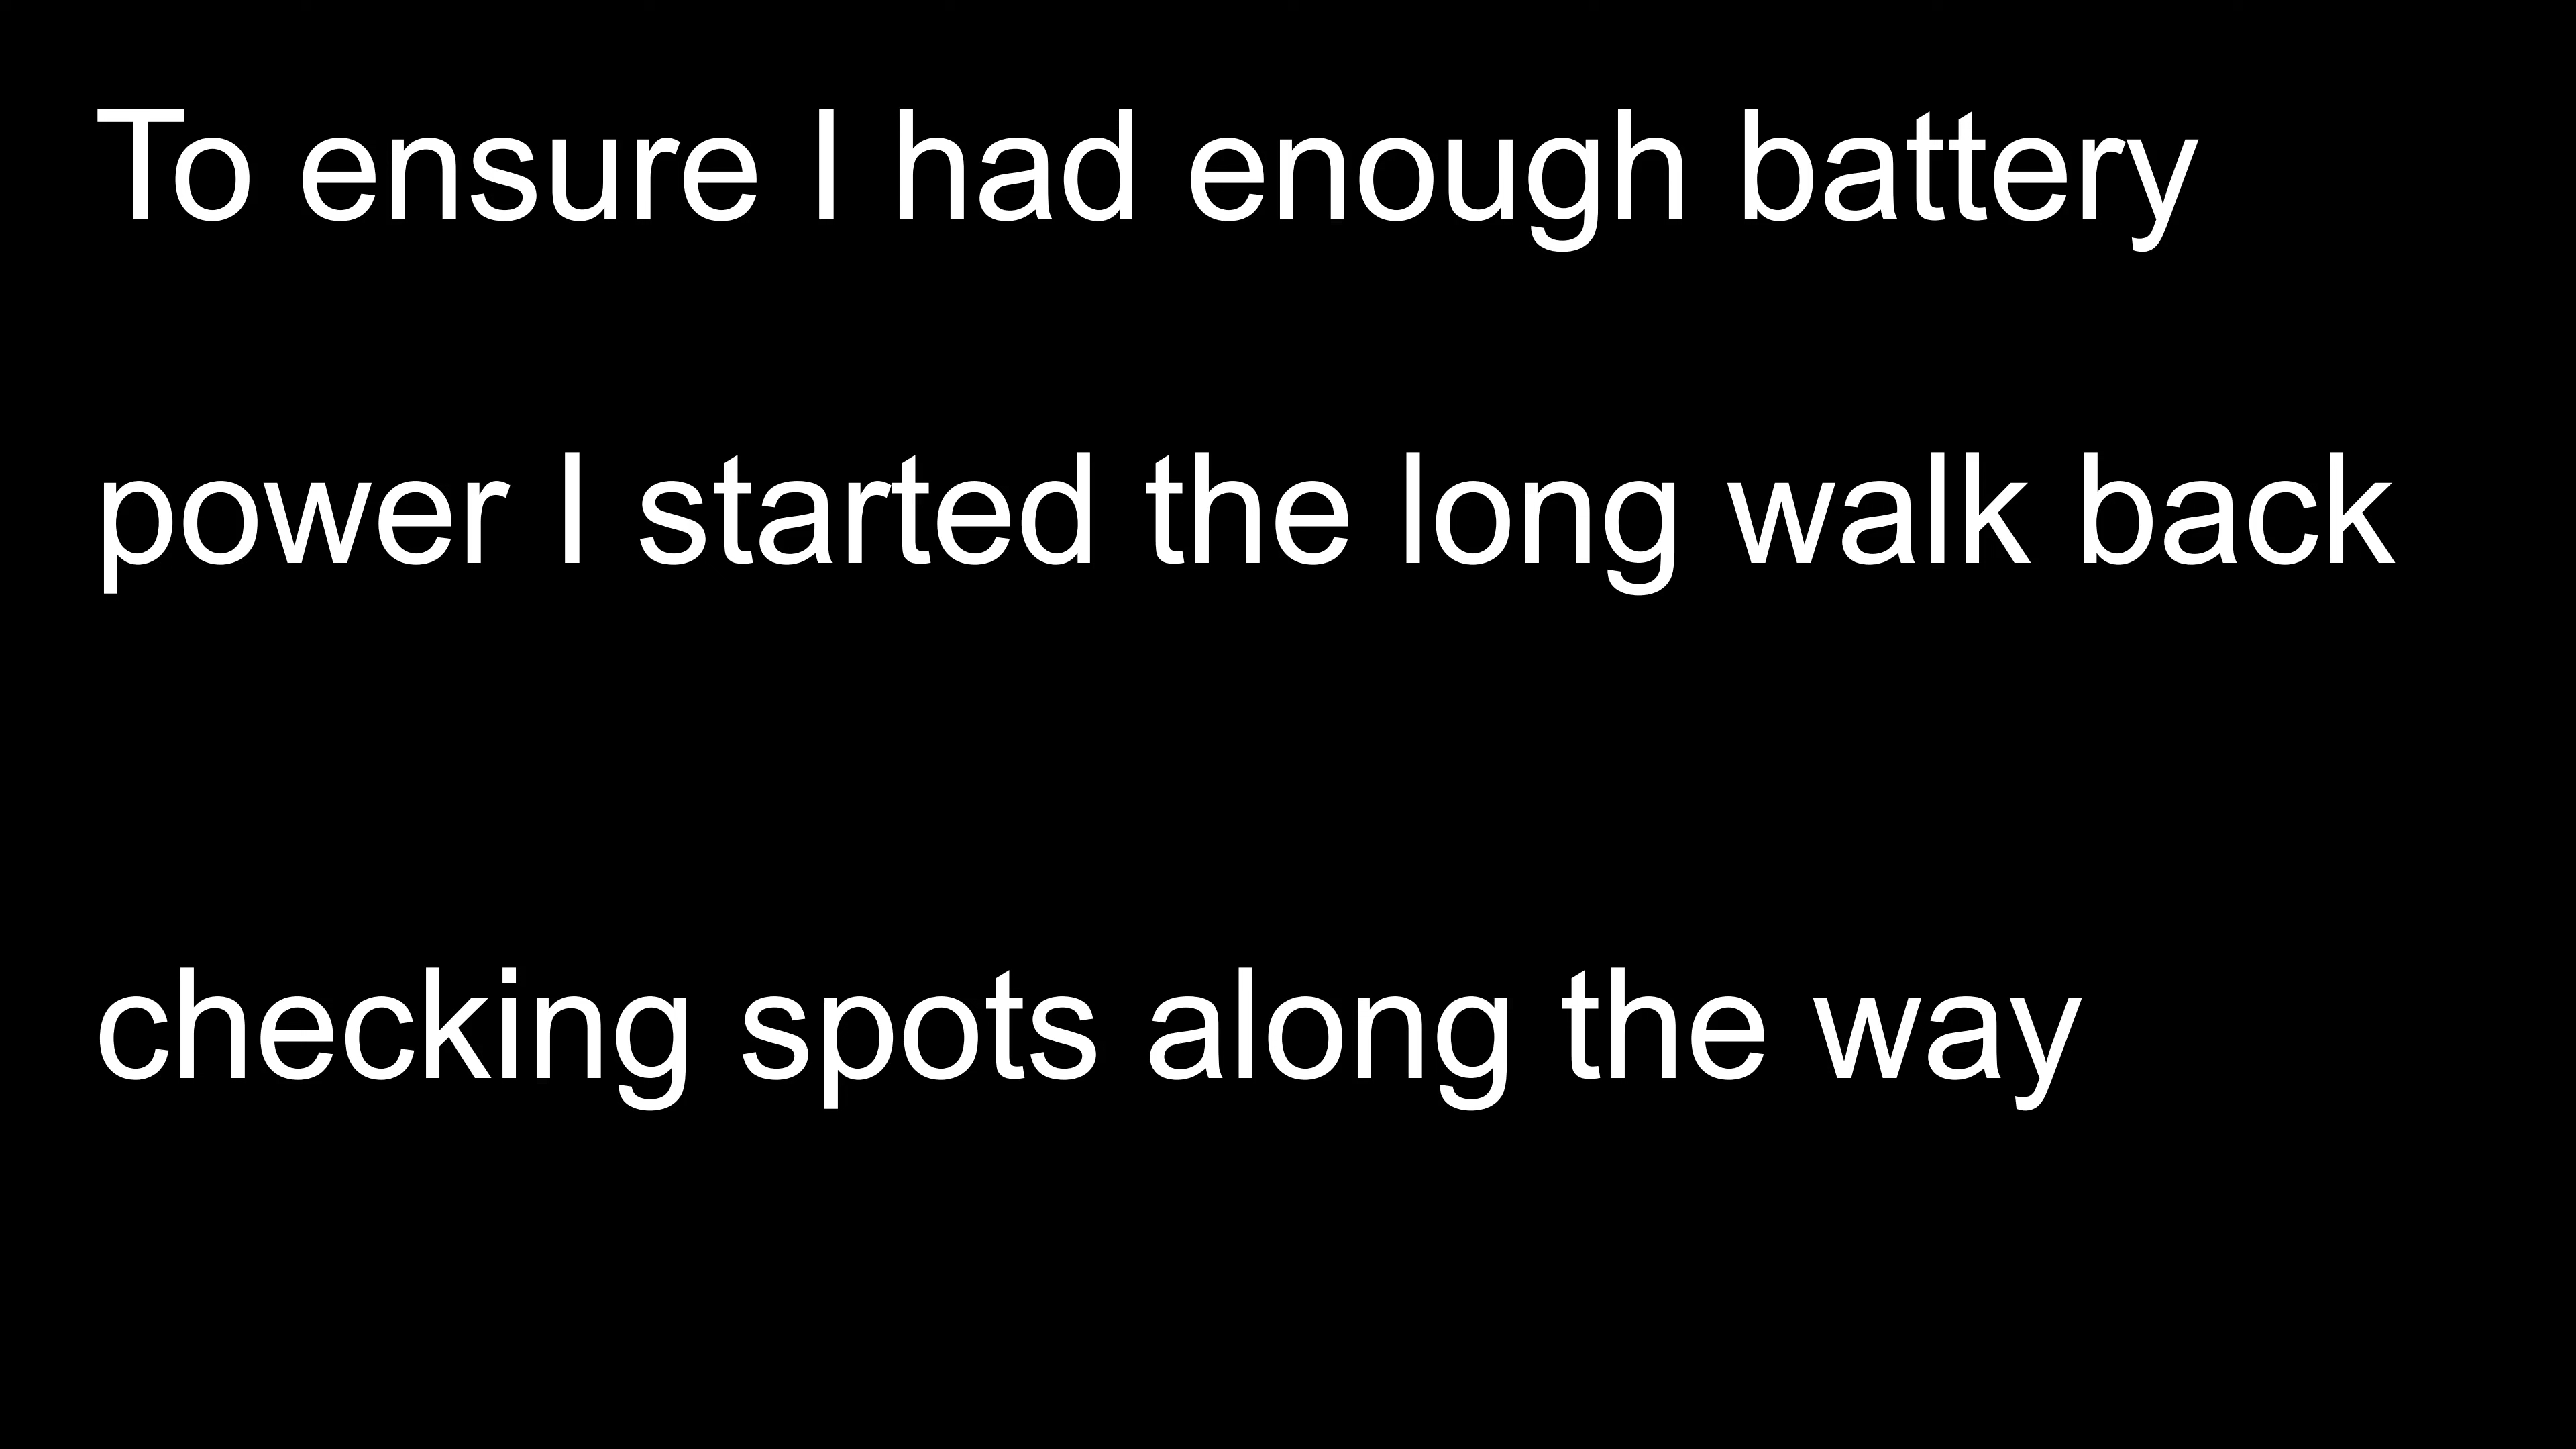 To ensure I had enough battery
power I started the long walk back
checking spots along the way